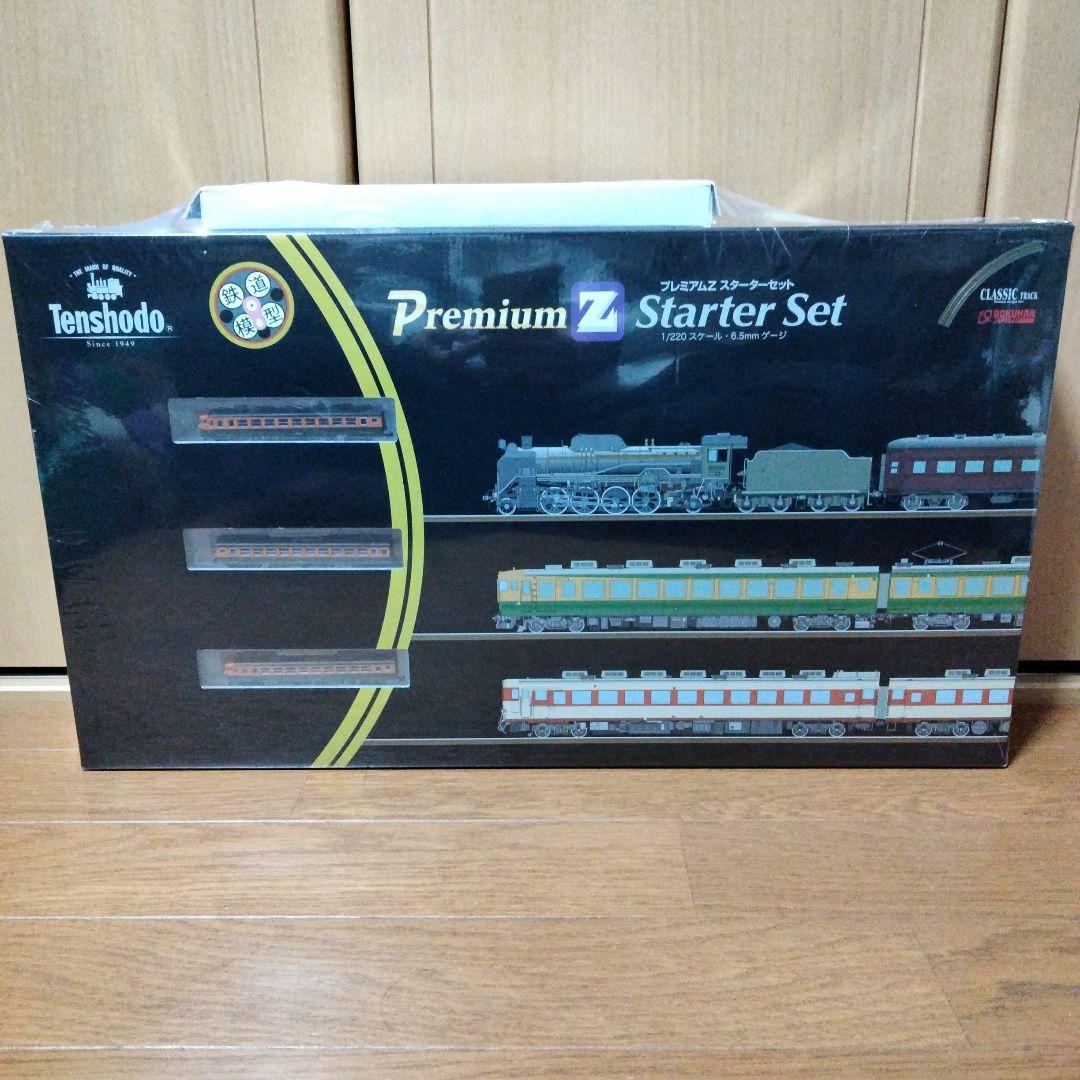 "THE MARK OF QUALITY"
Tenshodo®
Since 1949
鉄道模型
プレミアムZ スターターセット
Premium Z Starter Set
1/220 スケール・6.5mm ゲージ
CLASSIC TRACK
ROKUHAN